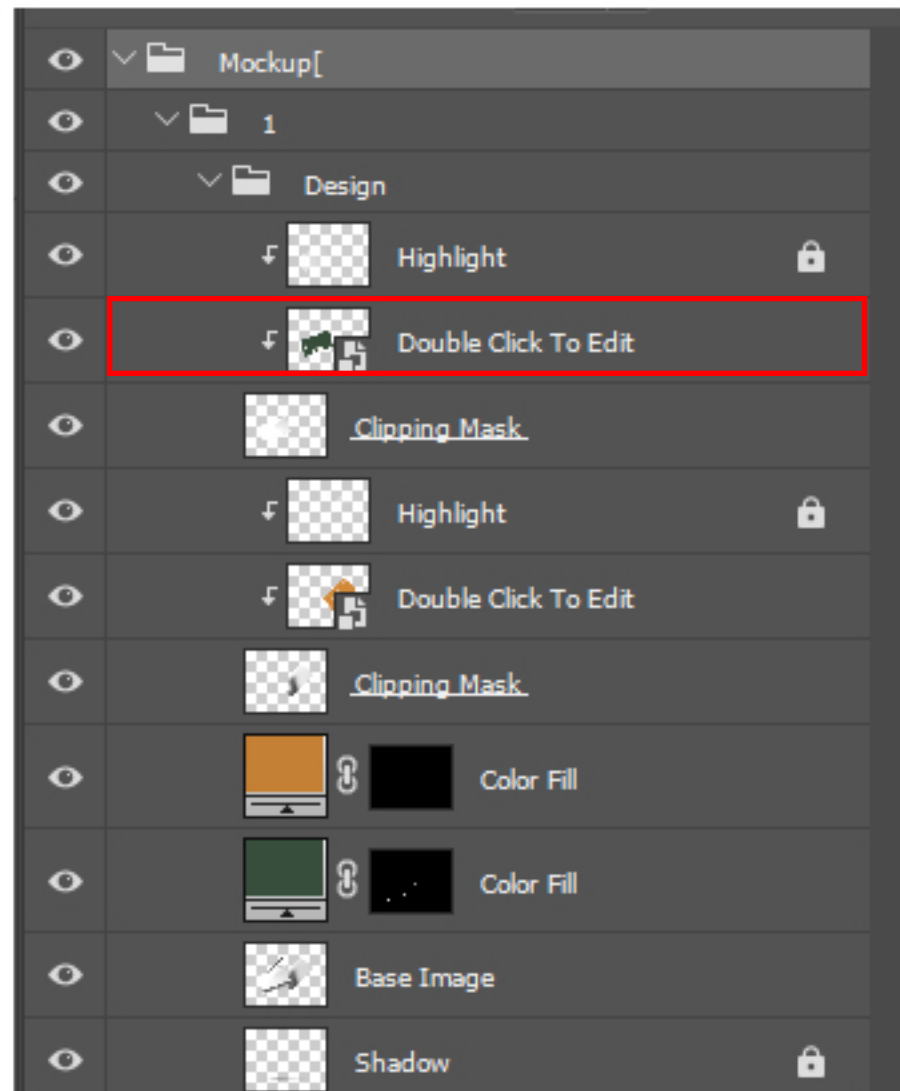 Mockup[
1
Design
Highlight
Double Click To Edit
Clipping Mask
Highlight
Double Click To Edit
Clipping Mask
Color Fill
Color Fill
Base Image
Shadow